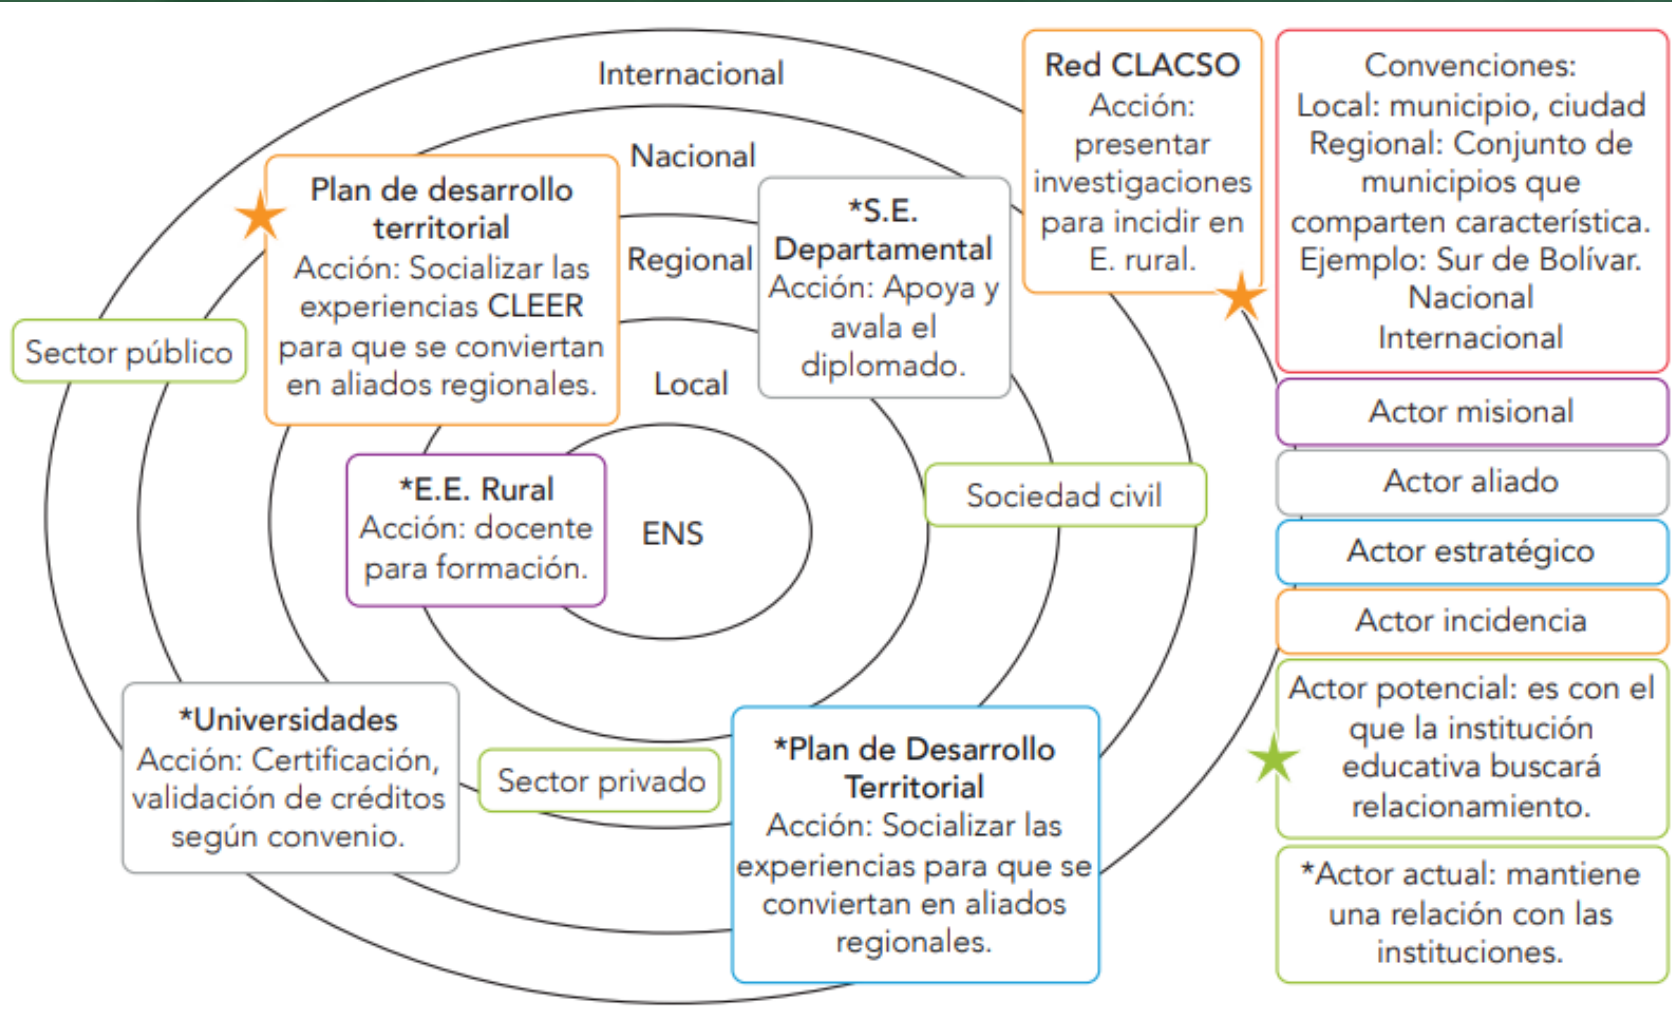 Internacional
Nacional
Regional
Local
ENS
Plan de desarrollo
territorial
Acción: Socializar las
experiencias CLEER
para que se conviertan
en aliados regionales.
*S.E.
Departamental
Acción: Apoya y
avala el
diplomado.
Red CLACSO
Acción:
presentar
investigaciones
para incidir en
E. rural.
Sector público
*E.E. Rural
Acción: docente
para formación.
Sociedad civil
*Universidades
Acción: Certificación,
validación de créditos
según convenio.
Sector privado
*Plan de Desarrollo
Territorial
Acción: Socializar las
experiencias para que se
conviertan en aliados
regionales.
Convenciones:
Local: municipio, ciudad
Regional: Conjunto de
municipios que
comparten característica.
Ejemplo: Sur de Bolívar.
Nacional
Internacional
Actor misional
Actor aliado
Actor estratégico
Actor incidencia
Actor potencial: es con el
que la institución
educativa buscará
relacionamiento.
*Actor actual: mantiene
una relación con las
instituciones.